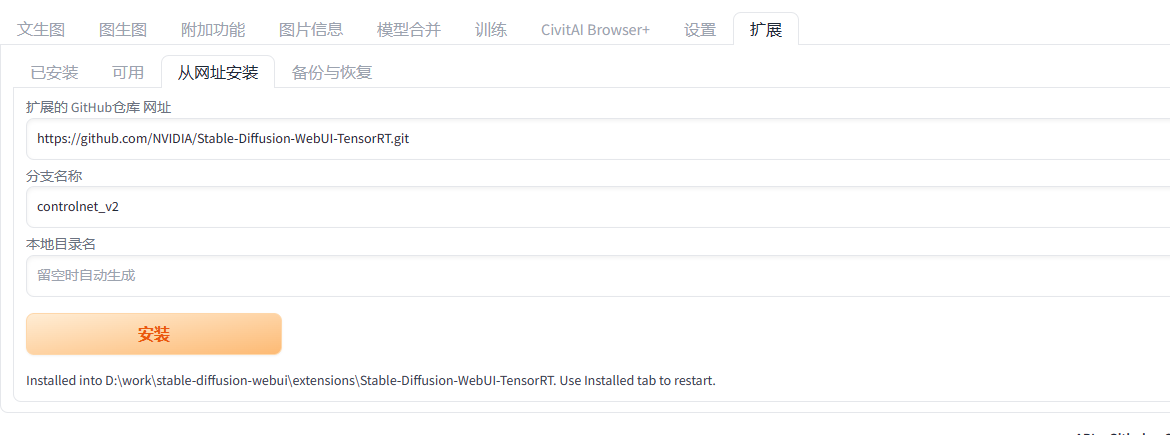 文生图 图生图 附加功能 图片信息 模型合并 训练 CivitAI Browser+ 设置 扩展
已安装 可用 从网址安装 备份与恢复
扩展的 GitHub仓库 网址
https://github.com/NVIDIA/Stable-Diffusion-WebUI-TensorRT.git
分支名称
controlnet_v2
本地目录名
留空时自动生成
安装
Installed into D:\work\stable-diffusion-webui\extensions\Stable-Diffusion-WebUI-TensorRT. Use Installed tab to restart.